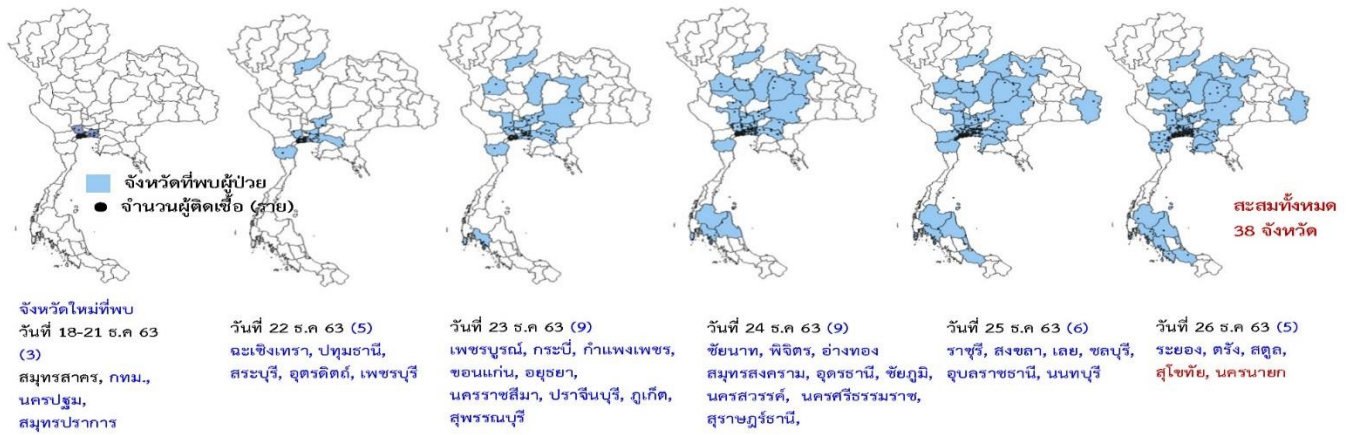 จังหวัดที่พบผู้ป่วย
จำนวนผู้ติดเชื้อ (ราย)
สะสมทั้งหมด
38 จังหวัด
จังหวัดใหม่ที่พบ
วันที่ 18-21 ธ.ค 63
(3)
สมุทรสาคร, กทม.,
นครปฐม,
สมุทรปราการ
วันที่ 22 ธ.ค 63 (5)
ฉะเชิงเทรา, ปทุมธานี,
สระบุรี, อุตรดิตถ์, เพชรบุรี
วันที่ 23 ธ.ค 63 (9)
เพชรบูรณ์, กระบี่, กำแพงเพชร,
ขอนแก่น, อยุธยา,
นครราชสีมา, ปราจีนบุรี, ภูเก็ต,
สุพรรณบุรี
วันที่ 24 ธ.ค 63 (9)
ชัยนาท, พิจิตร, อ่างทอง
สมุทรสงคราม, อุดรธานี, ชัยภูมิ,
นครสวรรค์, นครศรีธรรมราช,
สุราษฎร์ธานี,
วันที่ 25 ธ.ค 63 (6)
ราชุรี, สงขลา, เลย, ชลบุรี,
อุบลราชธานี, นนทบุรี
วันที่ 26 ธ.ค 63 (5)
ระยอง, ตรัง, สตูล,
สุโขทัย, นครนายก